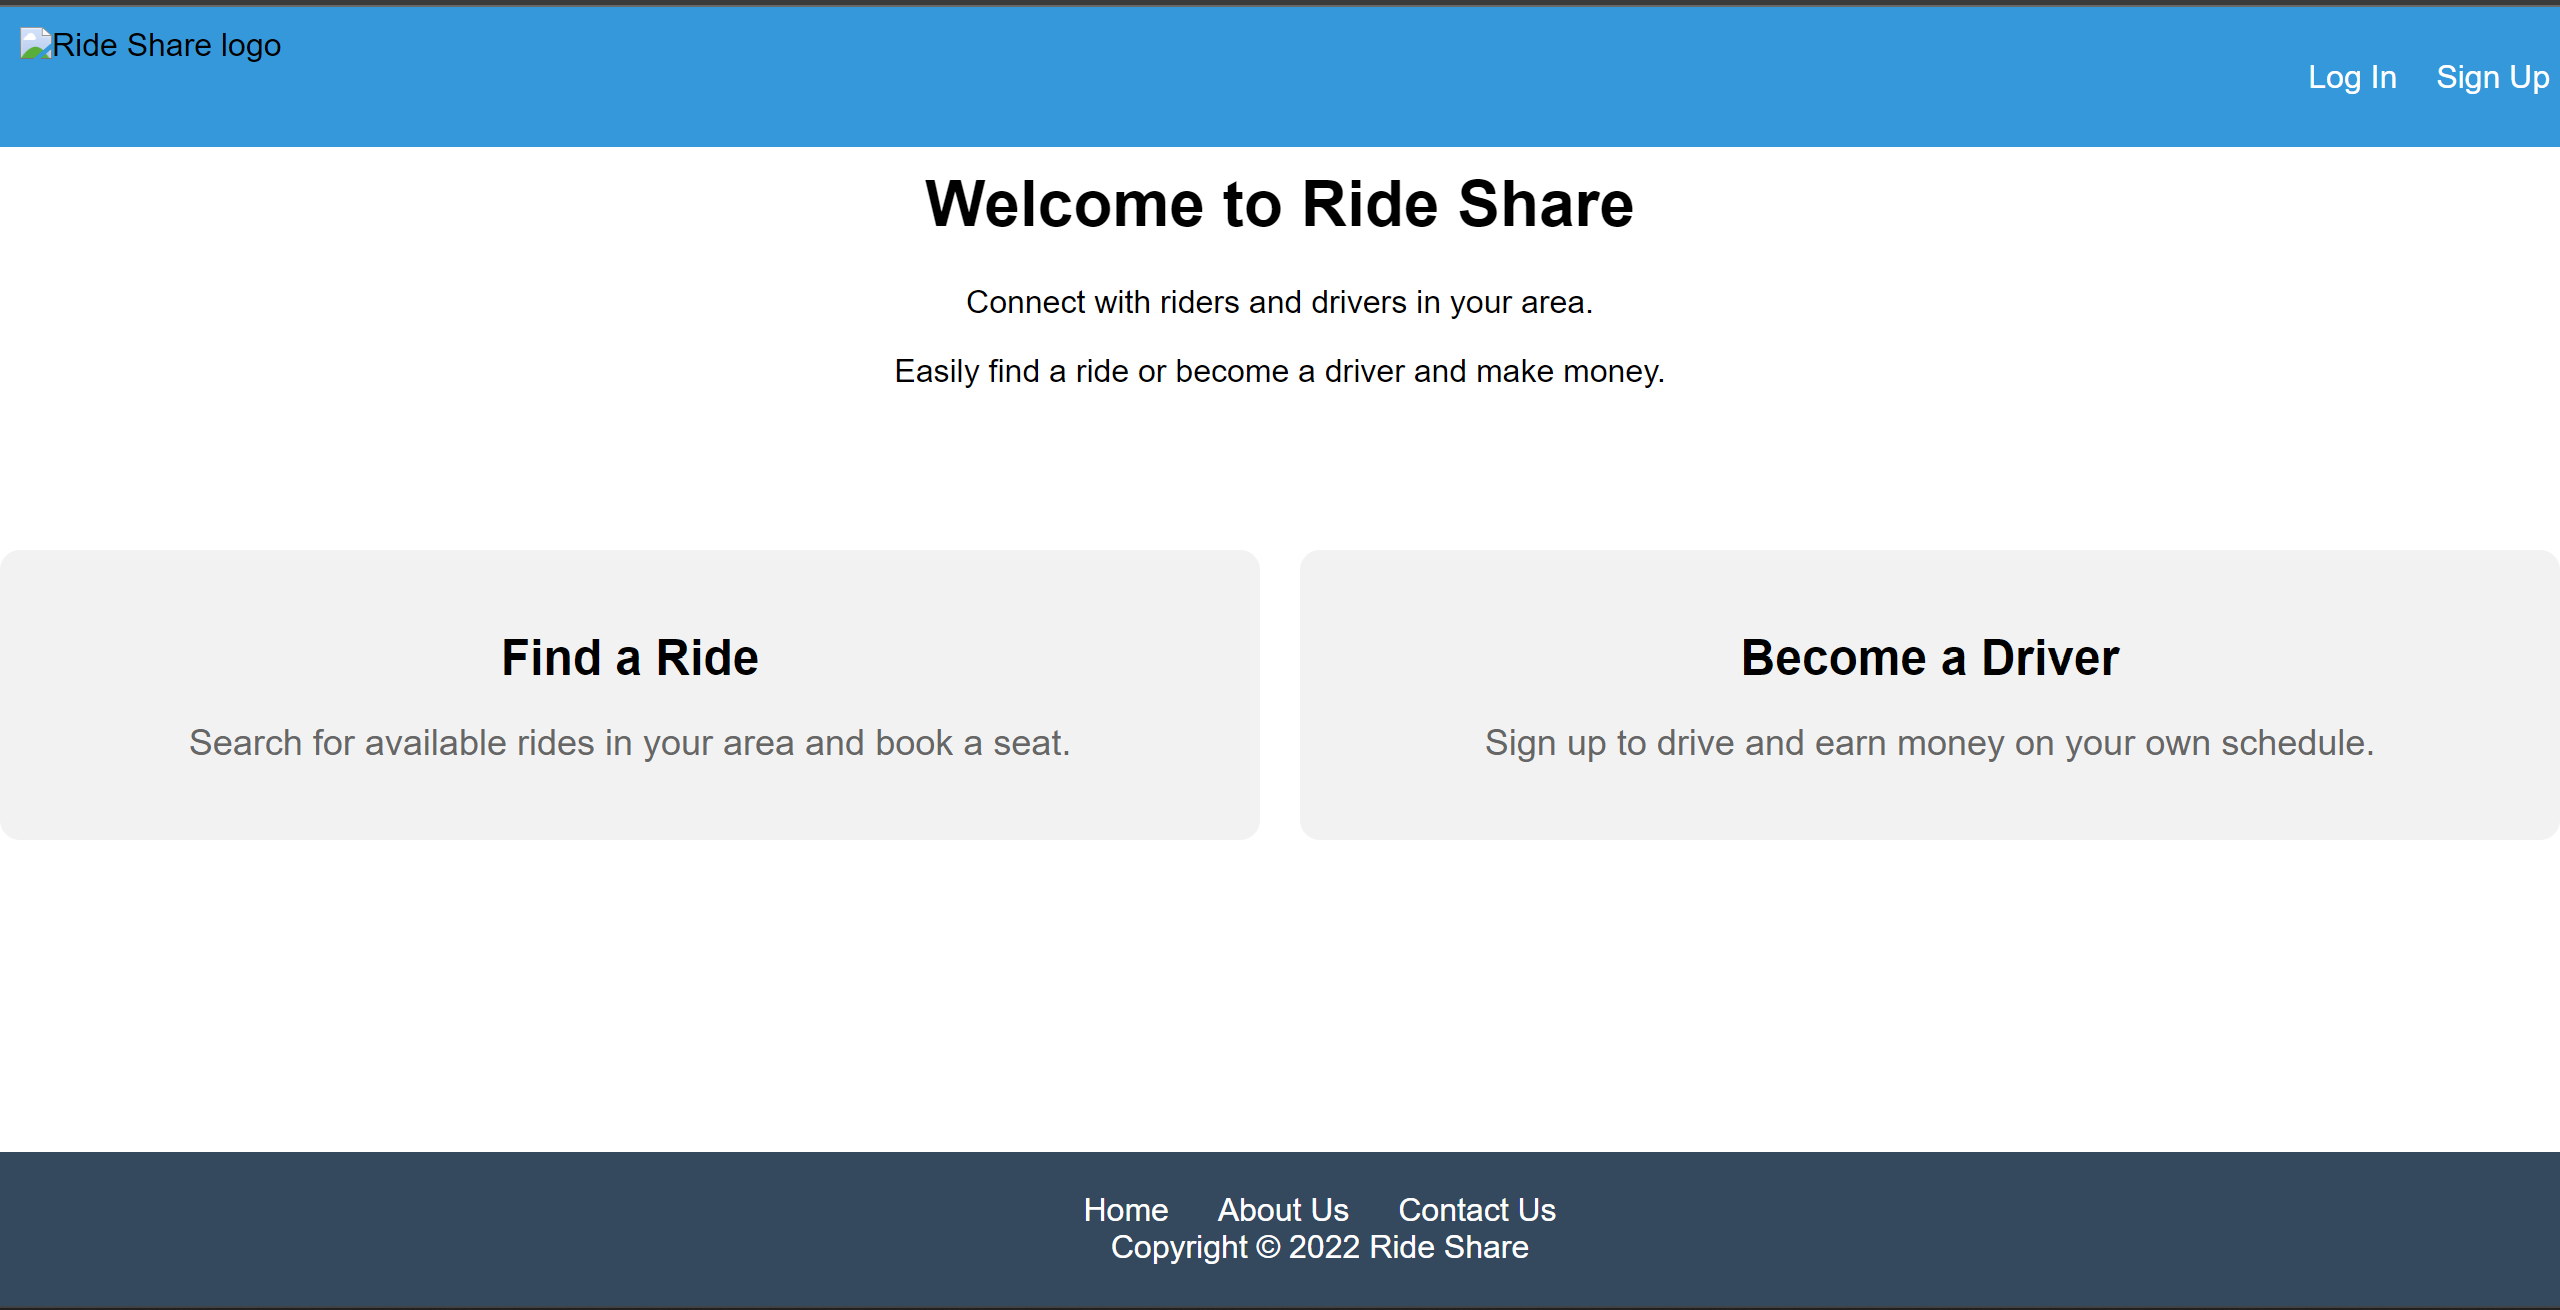 Ride Share logo
Log In Sign Up
Welcome to Ride Share
Connect with riders and drivers in your area.
Easily find a ride or become a driver and make money.
Find a Ride
Search for available rides in your area and book a seat.
Become a Driver
Sign up to drive and earn money on your own schedule.
Home About Us Contact Us
Copyright © 2022 Ride Share